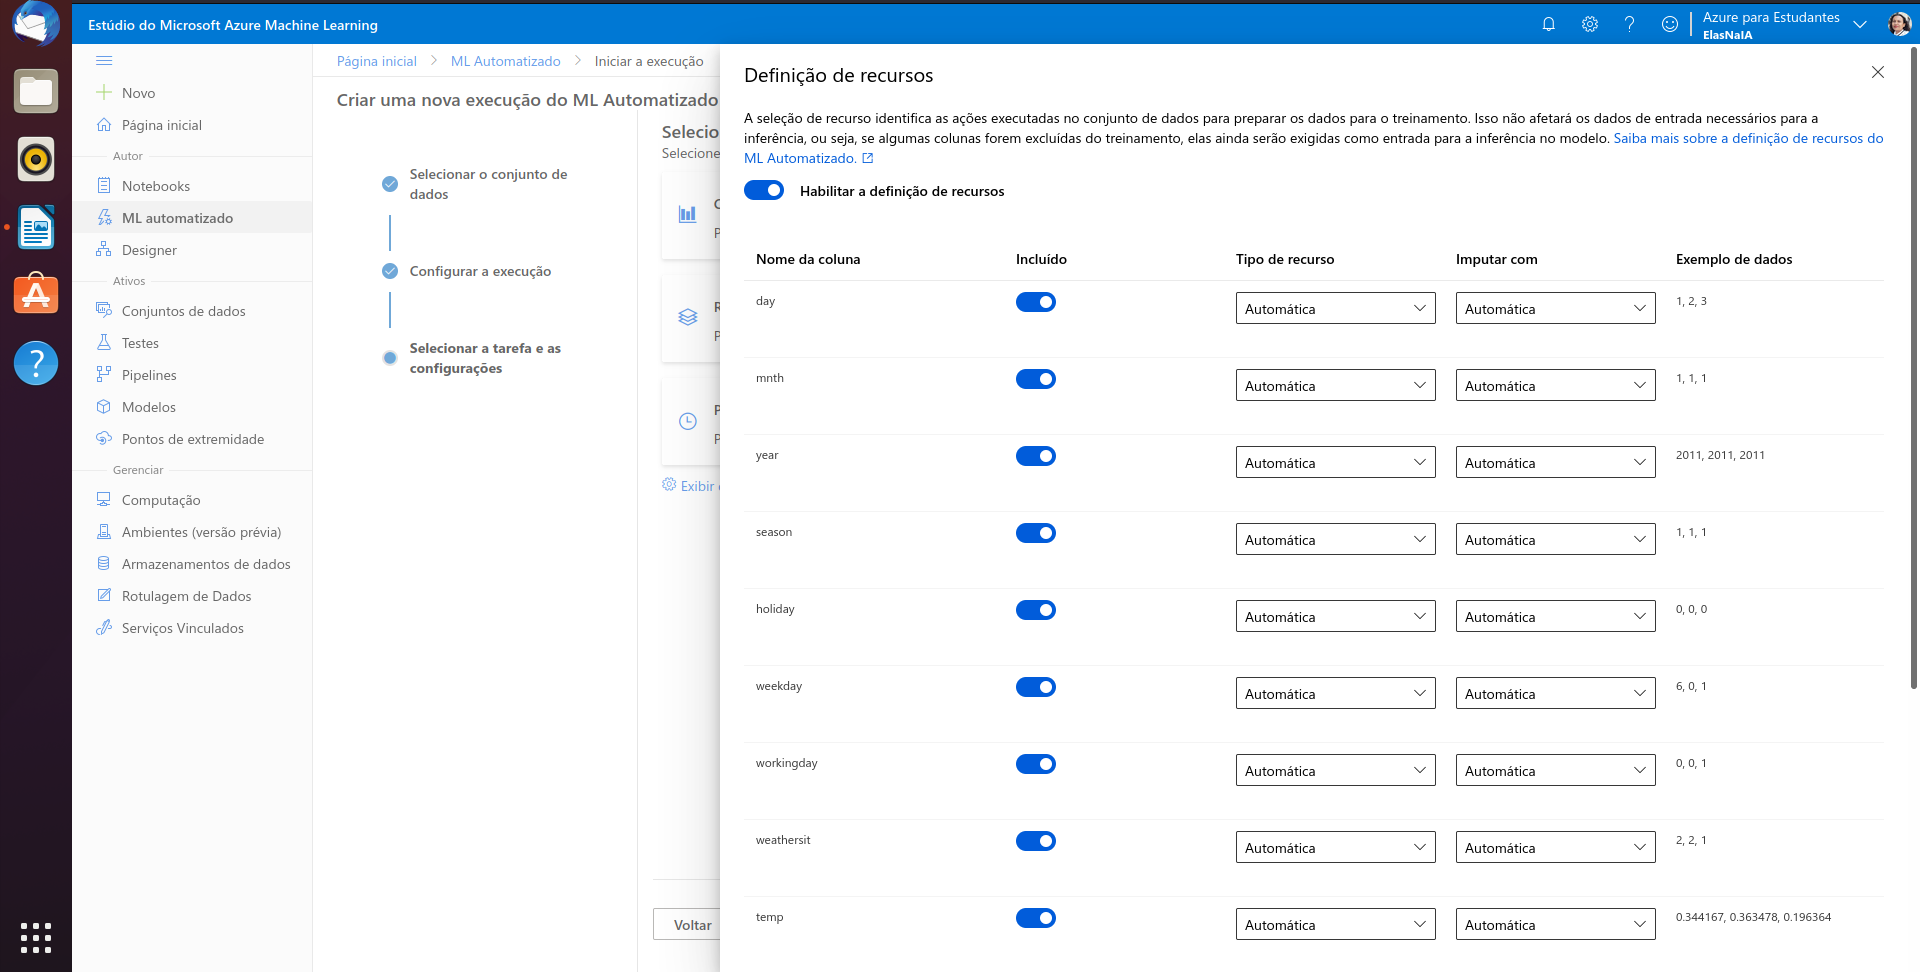 Estúdio do Microsoft Azure Machine Learning
Azure para Estudantes
ElasNaIA
Novo
Página inicial
Autor
Notebooks
ML automatizado
Designer
Ativos
Conjuntos de dados
Testes
Pipelines
Modelos
Pontos de extremidade
Gerenciar
Computação
Ambientes (versão prévia)
Armazenamentos de dados
Rotulagem de Dados
Serviços Vinculados
Página inicial > ML Automatizado > Iniciar a execução
Criar uma nova execução do ML Automatizado
Selecionar o conjunto de
dados
Configurar a execução
Selecionar a tarefa e as
configurações
Selecio
Selecione
C
P
R
P
P
P
Exibir
Voltar
Definição de recursos
A seleção de recurso identifica as ações executadas no conjunto de dados para preparar os dados para o treinamento. Isso não afetará os dados de entrada necessários para a
inferência, ou seja, se algumas colunas forem excluídas do treinamento, elas ainda serão exigidas como entrada para a inferência no modelo. Saiba mais sobre a definição de recursos do
ML Automatizado.
Habilitar a definição de recursos
Nome da coluna Incluído Tipo de recurso Imputar com Exemplo de dados
day Automática Automática 1, 2, 3
mnth Automática Automática 1, 1, 1
year Automática Automática 2011, 2011, 2011
season Automática Automática 1, 1, 1
holiday Automática Automática 0, 0, 0
weekday Automática Automática 6, 0, 1
workingday Automática Automática 0, 0, 1
weathersit Automática Automática 2, 2, 1
temp Automática Automática 0.344167, 0.363478, 0.196364